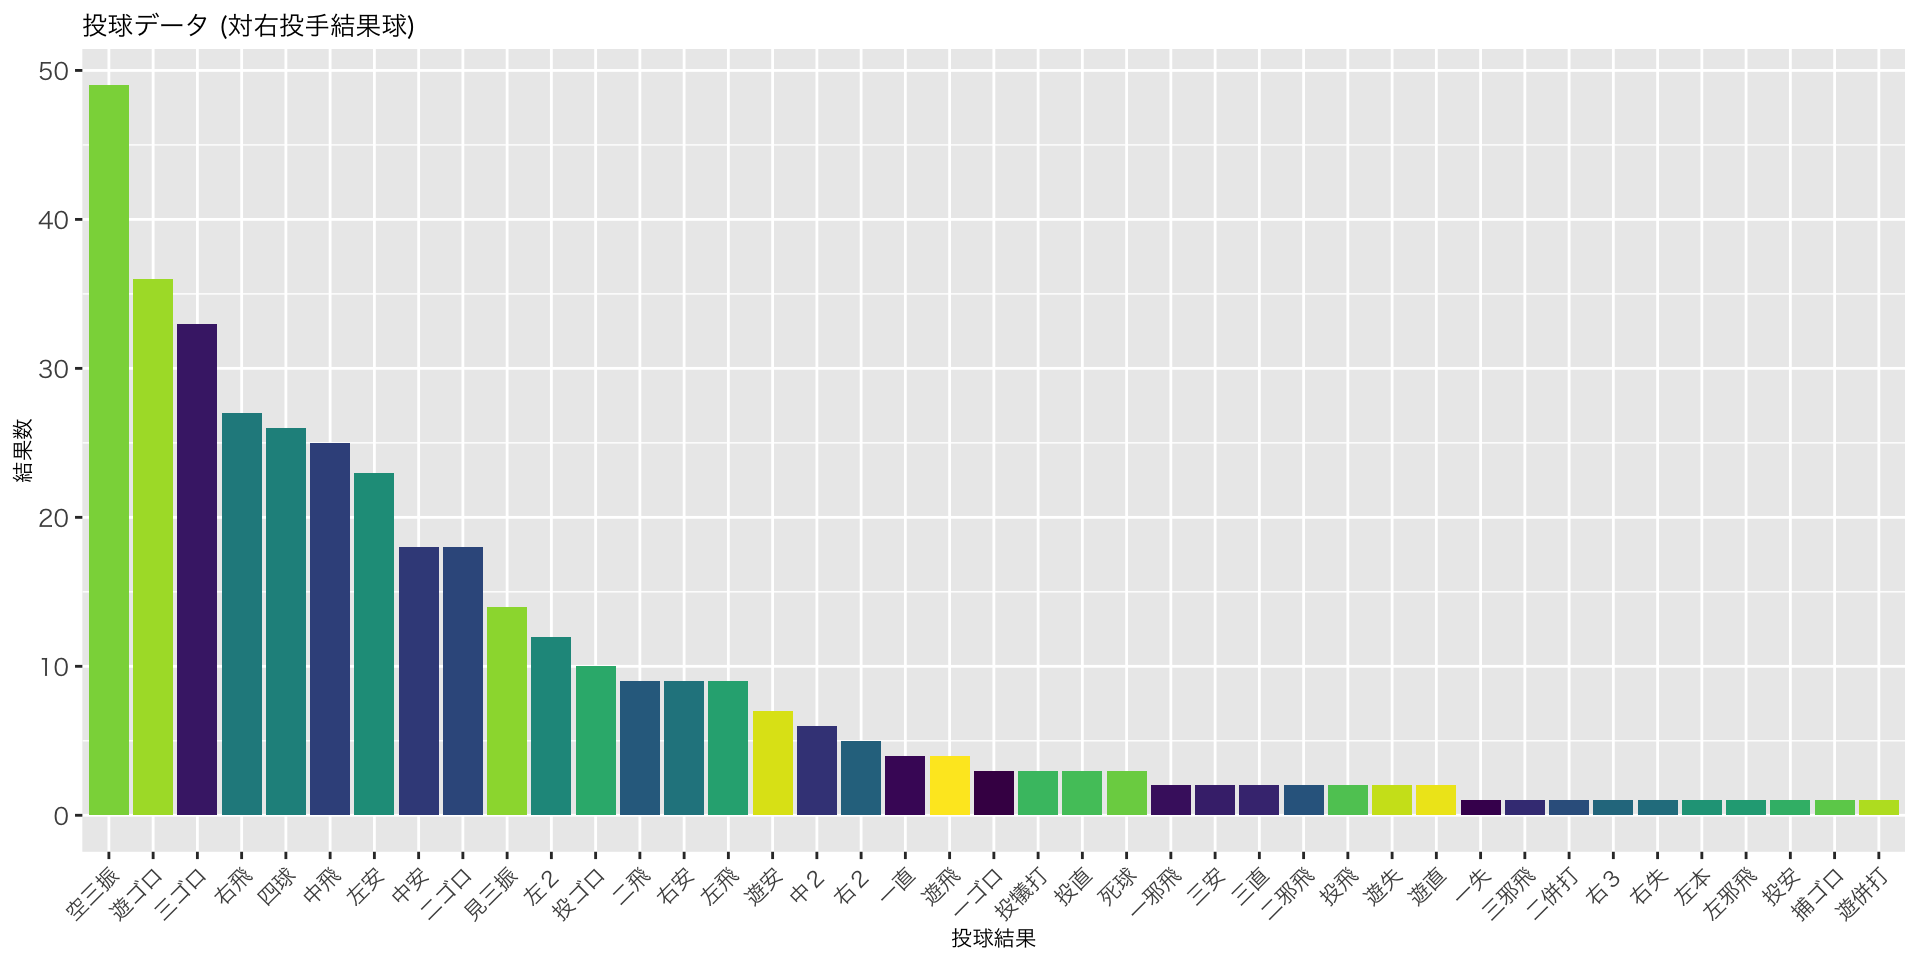 投球データ (対右投手結果球)
結果数
50
40
30
20
10
0
空三振
遊ゴロ
三ゴロ
右飛
四球
中飛
左安
中安
二ゴロ
見三振
左２
投ゴロ
二飛
右安
左飛
遊安
中２
右２
一直
遊飛
一ゴロ
投犠打
投直
死球
一邪飛
三安
三直
二邪飛
投飛
遊失
遊直
一失
三邪飛
二併打
右３
右失
左本
左邪飛
投安
捕ゴロ
遊併打
投球結果